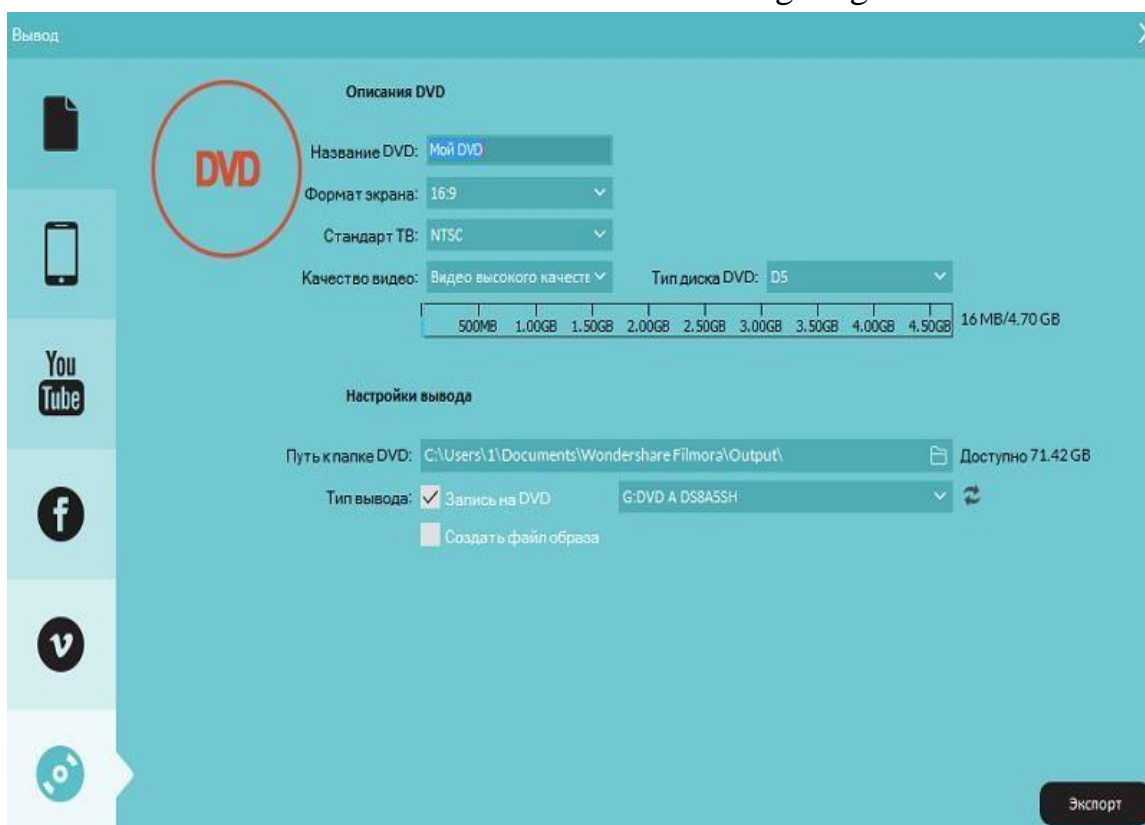 Вывод
Описания DVD
DVD
Название DVD: Мой DVD
Формат экрана: 16:9
Стандарт ТВ: NTSC
Качество видео: Видео высокого качест Тип диска DVD: D5
500MB 1.00GB 1.50GB 2.00GB 2.50GB 3.00GB 3.50GB 4.00GB 4.50GB 16 MB/4.70 GB
You
Tube
Настройки вывода
Путь к папке DVD: C:\Users\1\Documents\Wondershare Filmora\Output\ Доступно 71.42 GB
Тип вывода: Запись на DVD G:DVD A DS8A5SH
Создать файл образа
Экспорт